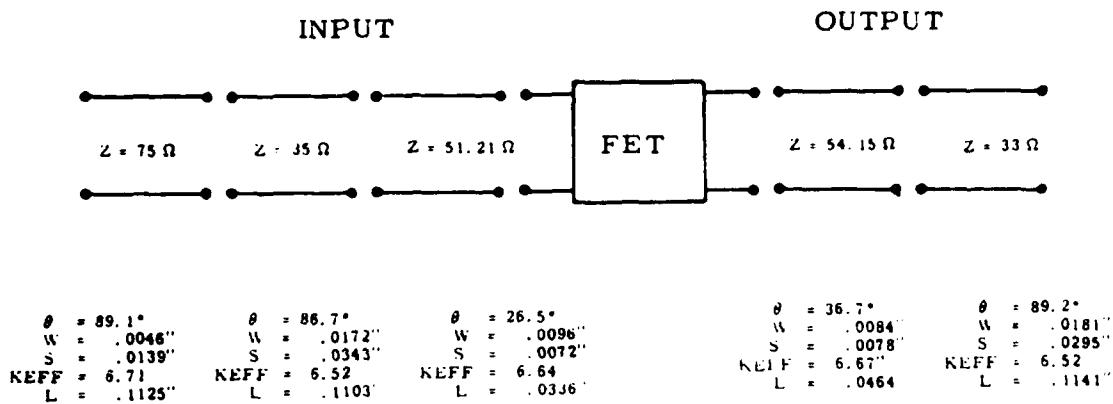 INPUT
OUTPUT
Z = 75 Ω
Z = 35 Ω
Z = 51.21 Ω
FET
Z = 54.15 Ω
Z = 33 Ω
θ = 89.1°
W = .0046"
S = .0139"
KEFF = 6.71
L = .1125"
θ = 86.7°
W = .0172"
S = .0343"
KEFF = 6.52
L = .1103'
θ = 26.5°
W = .0096"
S = .0072"
KEFF = 6.64
L = .0336"
θ = 36.7°
W = .0084"
S = .0078"
KEFF = 6.67"
L = .0464
θ = 89.2°
W = .0181"
S = .0295"
KEFF = 6.52
L = .1141"